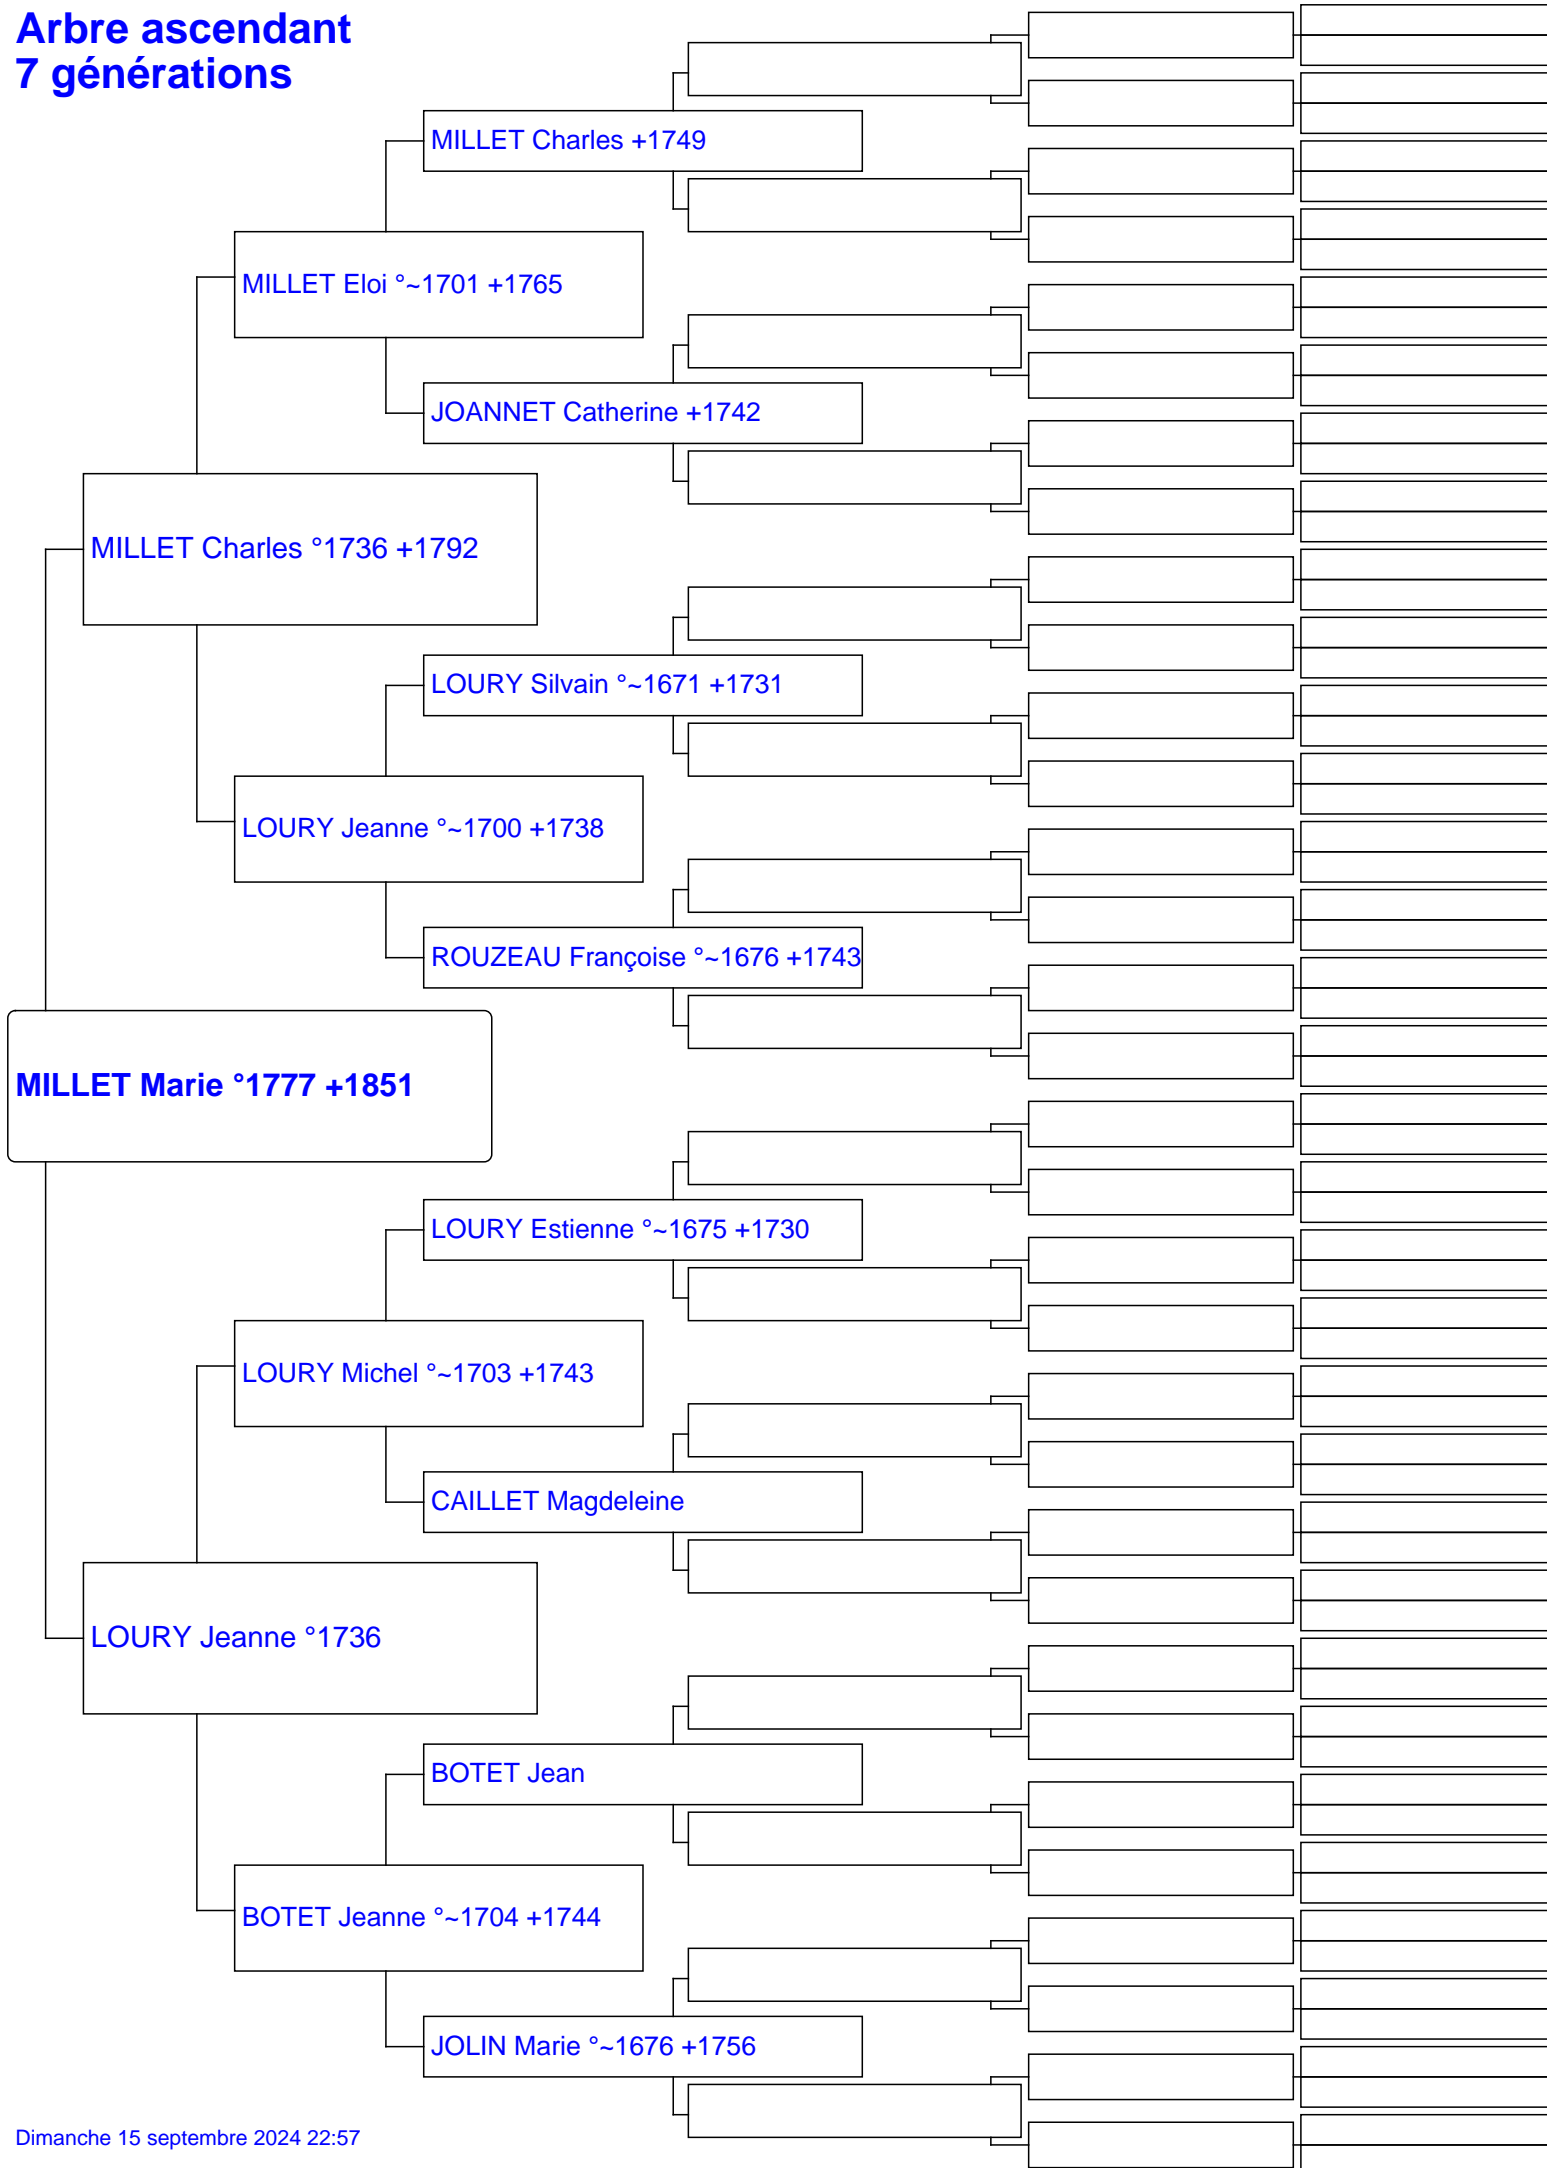 Arbre ascendant
7 générations
MILLET Charles +1749
MILLET Eloi °~1701 +1765
JOANNET Catherine +1742
MILLET Charles °1736 +1792
LOURY Silvain °~1671 +1731
LOURY Jeanne °~1700 +1738
ROUZEAU Françoise °~1676 +1743
MILLET Marie °1777 +1851
LOURY Estienne °~1675 +1730
LOURY Michel °~1703 +1743
CAILLET Magdeleine
LOURY Jeanne °1736
BOTET Jean
BOTET Jeanne °~1704 +1744
JOLIN Marie °~1676 +1756
Dimanche 15 septembre 2024 22:57